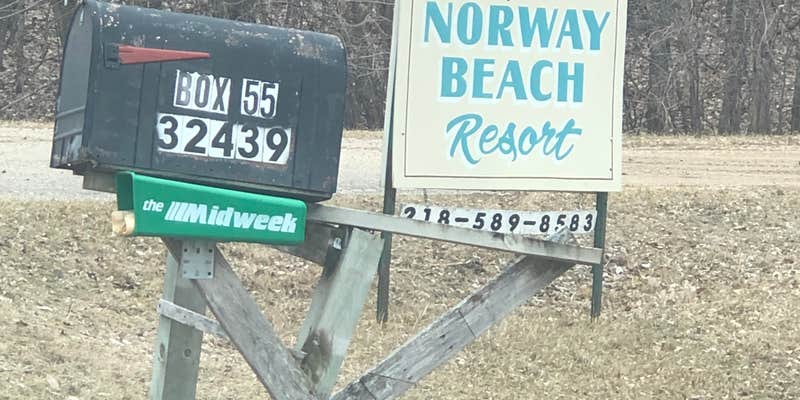 BOX 55
32439
the Midweek
NORWAY
BEACH
Resort
218-589-8583